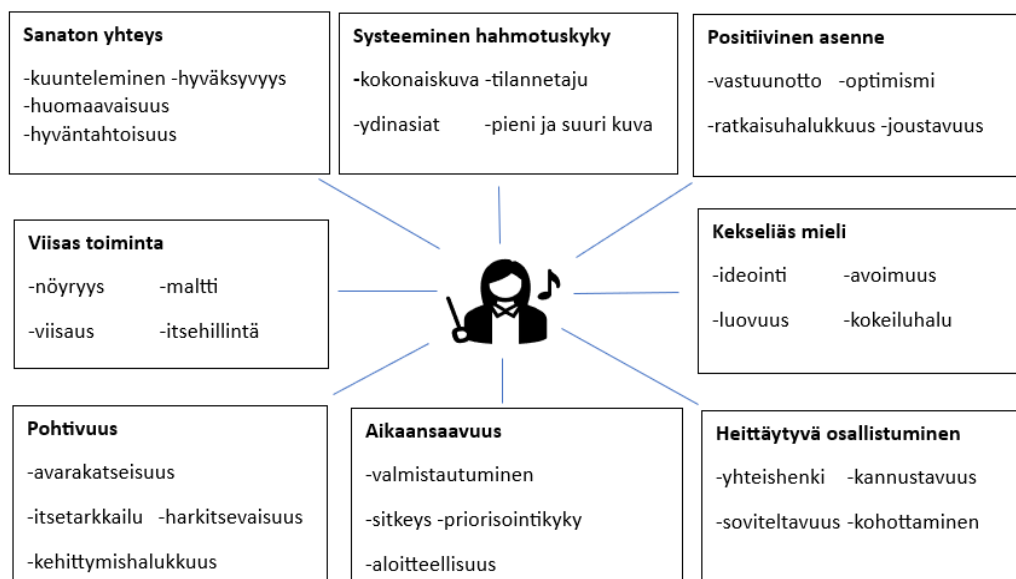 Sanaton yhteys
-kuunteleminen -hyväksyvyys
-huomaavaisuus
-hyväntahtoisuus
Systeeminen hahmotuskyky
-kokonaiskuva -tilannetaju
-ydinasiat -pieni ja suuri kuva
Positiivinen asenne
-vastuunotto -optimismi
-ratkaisuhalukkuus -joustavuus
Viisas toiminta
-nöyryys -maltti
-viisaus -itsehillintä
Kekseliäs mieli
-ideointi -avoimuus
-luovuus -kokeiluhalu
Pohtivuus
-avarakatseisuus
-itsetarkkailu -harkitsevaisuus
-kehittymishalukkuus
Aikaansaavuus
-valmistautuminen
-sitkeys -priorisointikyky
-aloitteellisuus
Heittäytyvä osallistuminen
-yhteishenki -kannustavuus
-soviteltavuus -kohottaminen